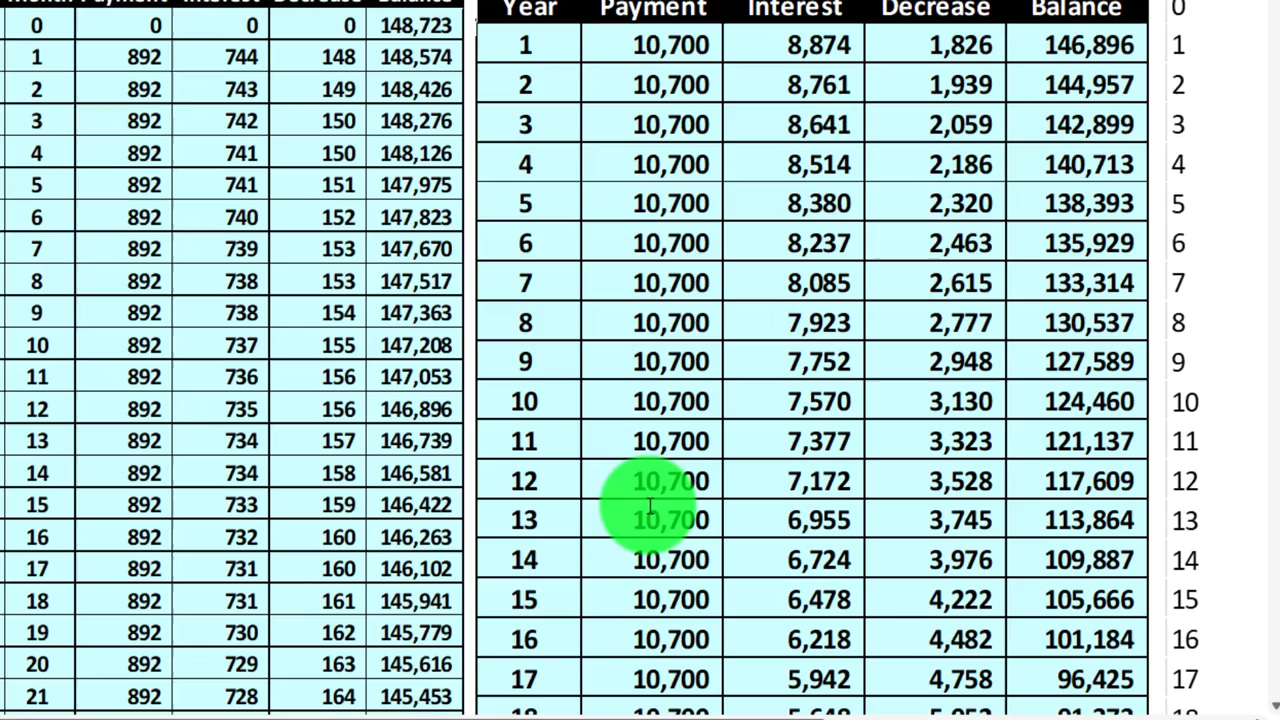 Month Payment Interest Decrease Balance
0 0 0 0 148,723
1 892 744 148 148,574
2 892 743 149 148,426
3 892 742 150 148,276
4 892 741 150 148,126
5 892 741 151 147,975
6 892 740 152 147,823
7 892 739 153 147,670
8 892 738 153 147,517
9 892 738 154 147,363
10 892 737 155 147,208
11 892 736 156 147,053
12 892 735 156 146,896
13 892 734 157 146,739
14 892 734 158 146,581
15 892 733 159 146,422
16 892 732 160 146,263
17 892 731 160 146,102
18 892 731 161 145,941
19 892 730 162 145,779
20 892 729 163 145,616
21 892 728 164 145,453
Year Payment Interest Decrease Balance
1 10,700 8,874 1,826 146,896
2 10,700 8,761 1,939 144,957
3 10,700 8,641 2,059 142,899
4 10,700 8,514 2,186 140,713
5 10,700 8,380 2,320 138,393
6 10,700 8,237 2,463 135,929
7 10,700 8,085 2,615 133,314
8 10,700 7,923 2,777 130,537
9 10,700 7,752 2,948 127,589
10 10,700 7,570 3,130 124,460
11 10,700 7,377 3,323 121,137
12 10,700 7,172 3,528 117,609
13 10,700 6,955 3,745 113,864
14 10,700 6,724 3,976 109,887
15 10,700 6,478 4,222 105,666
16 10,700 6,218 4,482 101,184
17 10,700 5,942 4,758 96,425
0
1
2
3
4
5
6
7
8
9
10
11
12
13
14
15
16
17